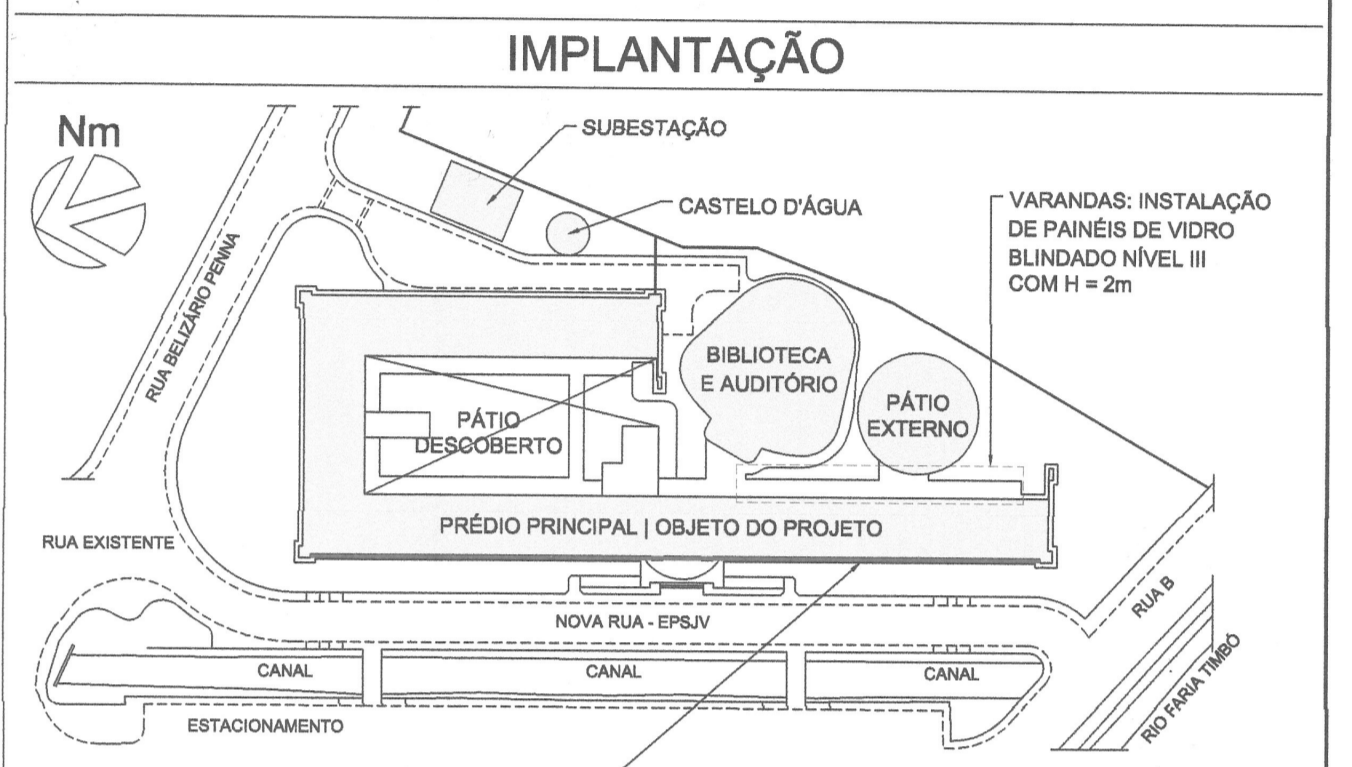 IMPLANTAÇÃO
Nm
SUBESTAÇÃO
CASTELO D'ÁGUA
VARANDAS: INSTALAÇÃO
DE PAINÉIS DE VIDRO
BLINDADO NÍVEL III
COM H = 2m
RUA BELIZÁRIO PENNA
BIBLIOTECA
E AUDITÓRIO
PÁTIO
EXTERNO
PÁTIO
DESCOBERTO
PRÉDIO PRINCIPAL | OBJETO DO PROJETO
RUA EXISTENTE
NOVA RUA - EPSJV
RUA B
CANAL
CANAL
CANAL
RIO FARIA TIMBÓ
ESTACIONAMENTO